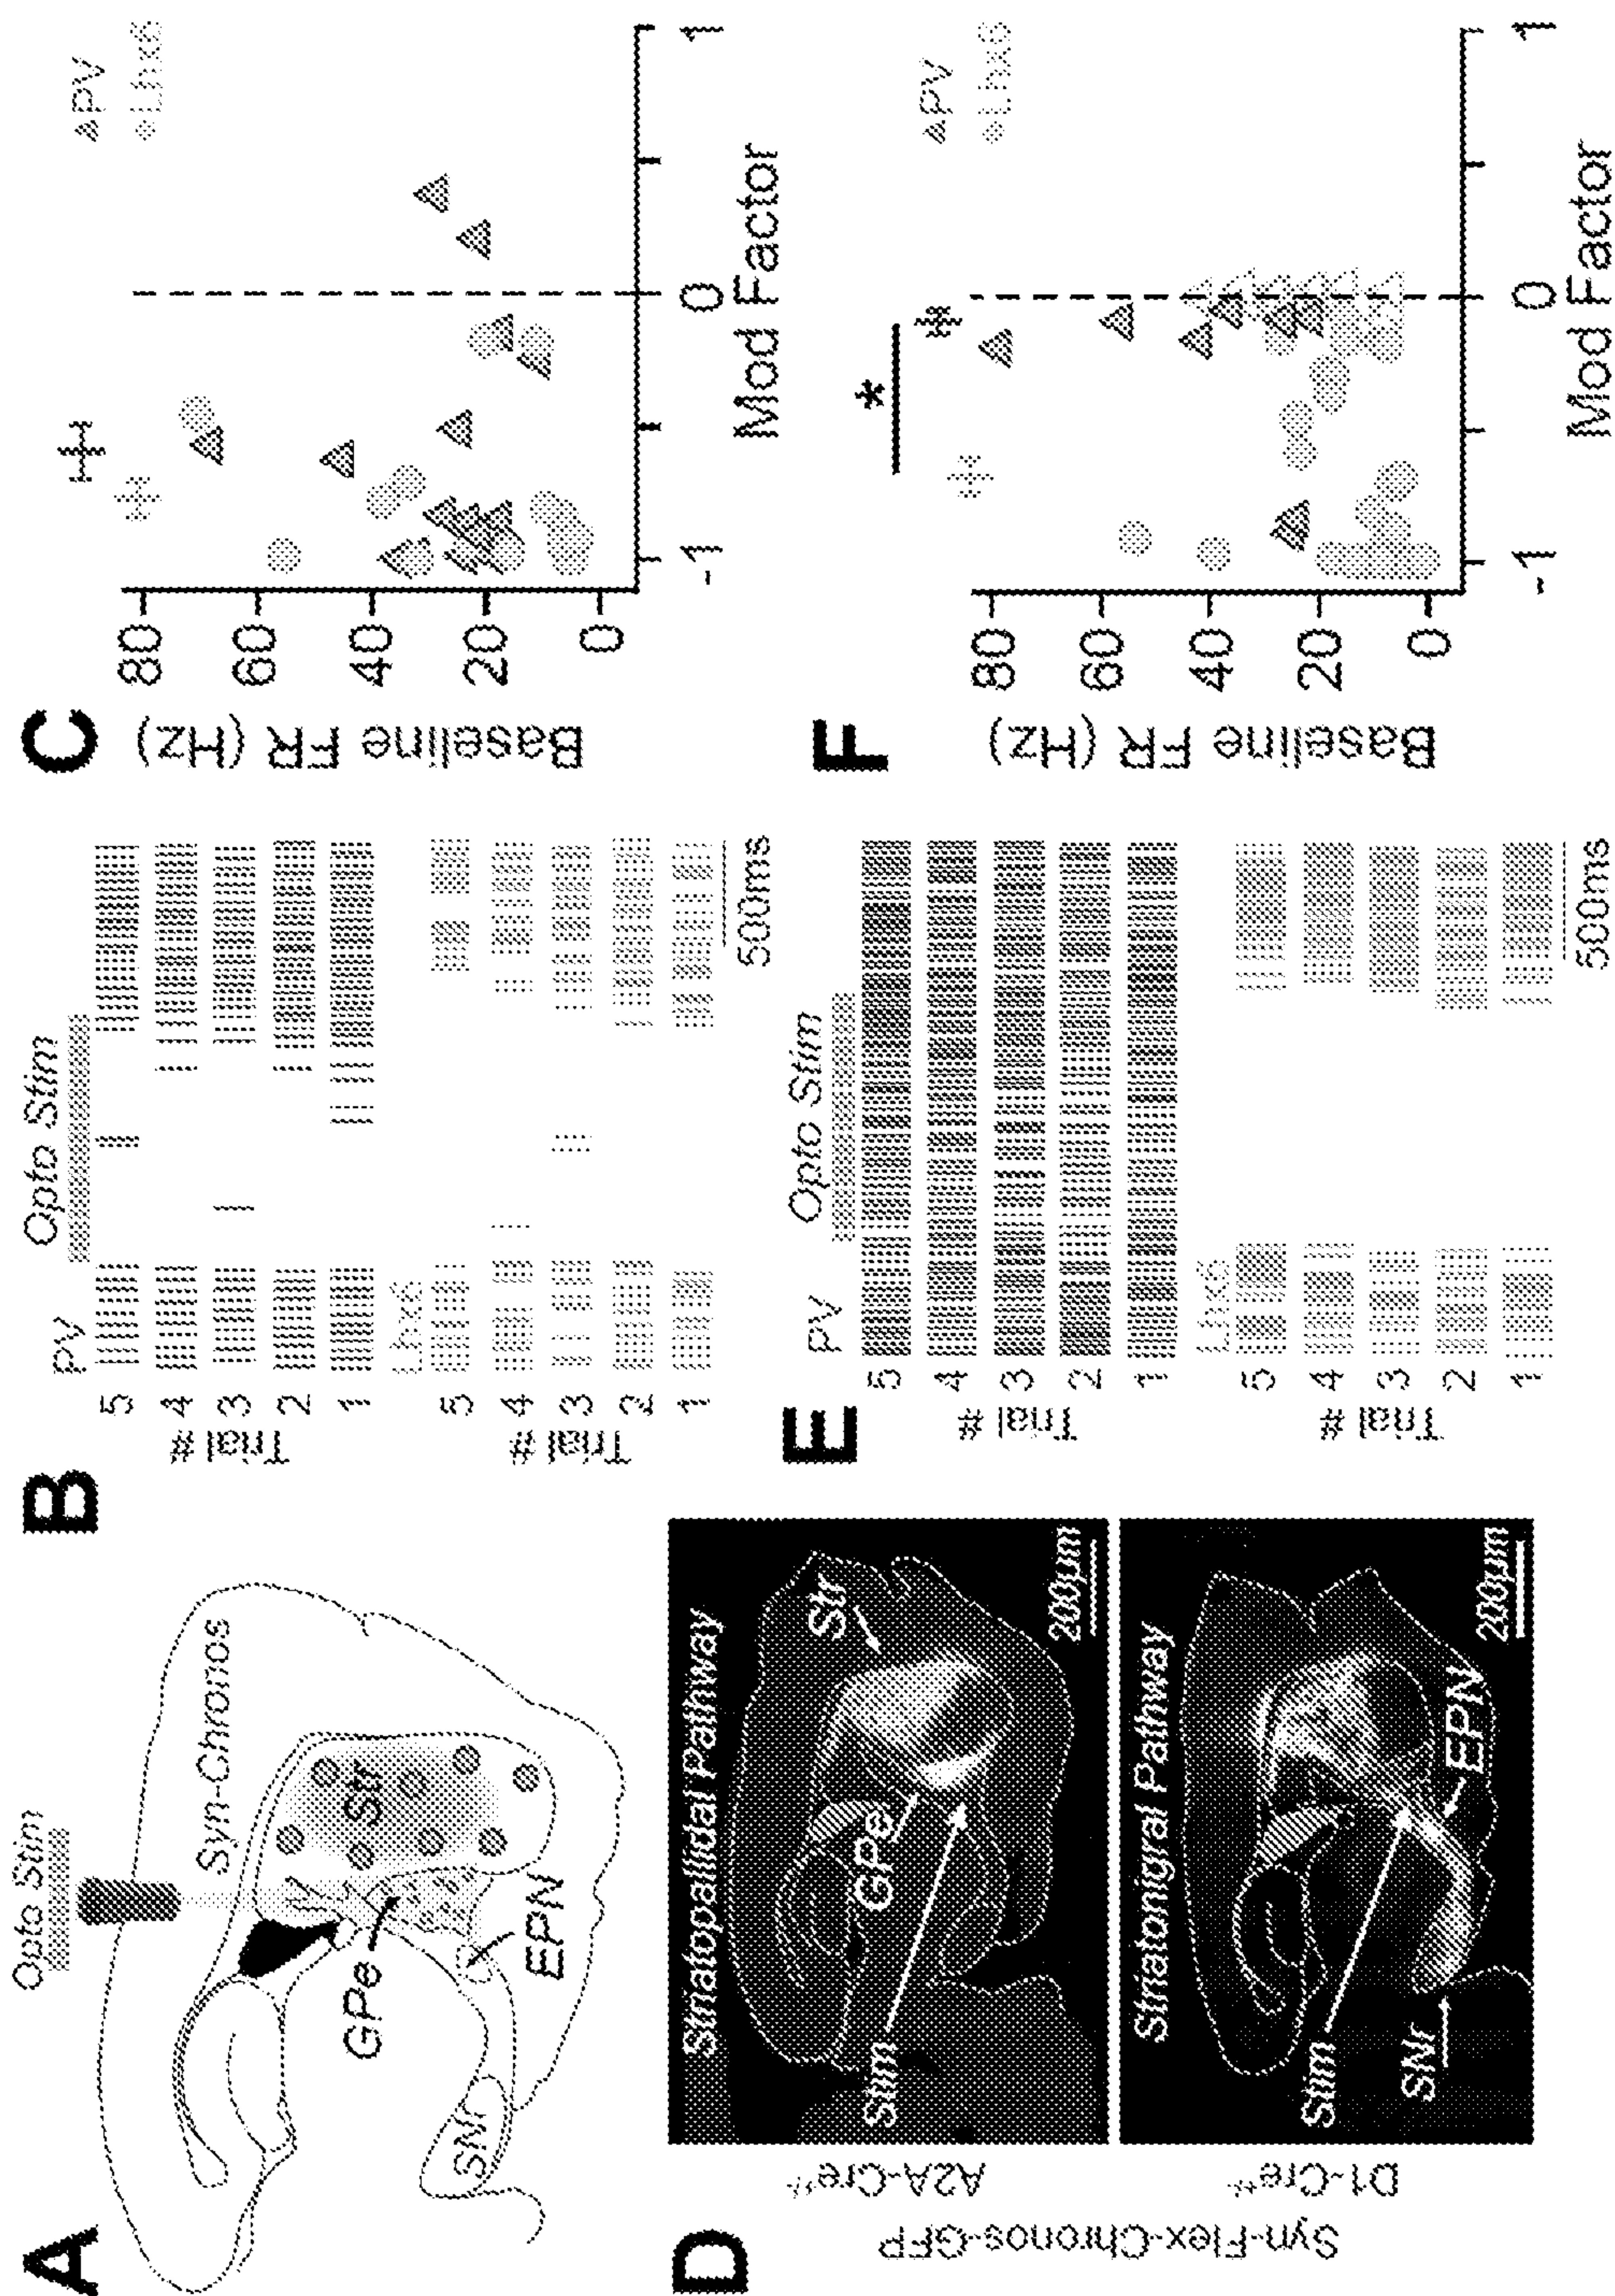 A
Opto Stim
Syn-Chronos
Str
GPe
EPN
SNr
B
Opto Stim
PV
5
4
3
2
1
Trial #
Lhx6
5
4
3
2
1
Trial #
500ms
C
PV
Lhx6
80
60
40
20
0
Baseline FR (Hz)
-1
0
1
Mod Factor
D
Syn-Flex-Chronos-GFP
A2A-Cre+/-
Striatopallidal Pathway
Str
GPe
Stim
200µm
D1-Cre+/-
Striatonigral Pathway
Stim
SNr
EPN
200µm
E
Opto Stim
PV
5
4
3
2
1
Trial #
Lhx6
5
4
3
2
1
Trial #
500ms
F
PV
Lhx6
*
80
60
40
20
0
Baseline FR (Hz)
-1
0
1
Mod Factor